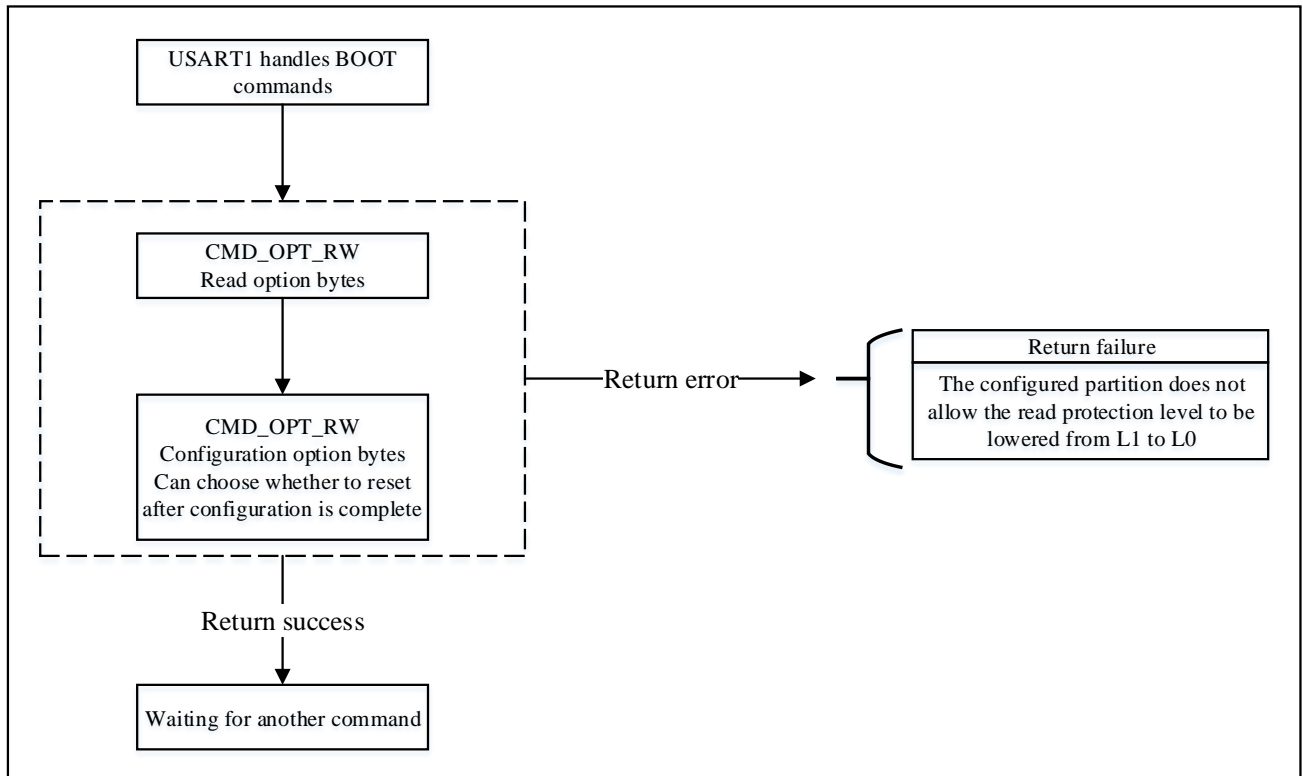 USART1 handles BOOT
commands
CMD_OPT_RW
Read option bytes
CMD_OPT_RW
Configuration option bytes
Can choose whether to reset
after configuration is complete
Return error
Return failure
The configured partition does not
allow the read protection level to be
lowered from L1 to L0
Return success
Waiting for another command